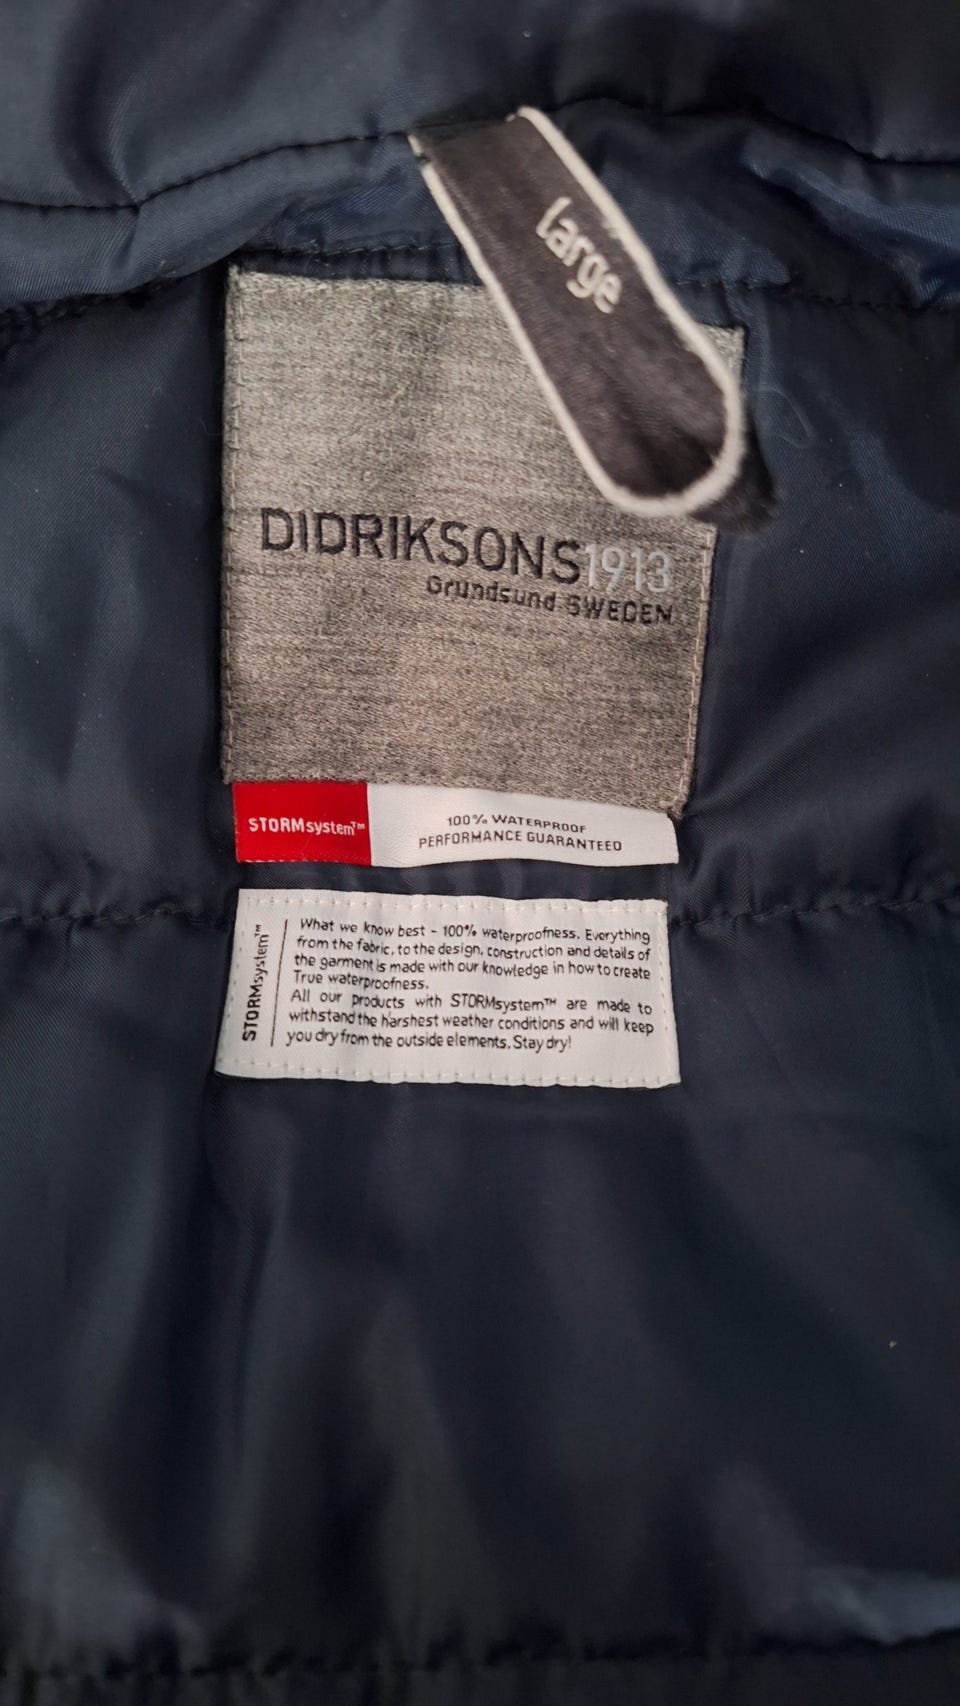 large
DIDRIKSONS1913
Grundsund SWEDEN
STORMsystem™
100% WATERPROOF
PERFORMANCE GUARANTEED
STORMsystem™
What we know best - 100% waterproofness. Everything
from the fabric, to the design, construction and details of
the garment is made with our knowledge in how to create
True waterproofness.
All our products with STORMsystem™ are made to
withstand the harshest weather conditions and will keep
you dry from the outside elements. Stay dry!